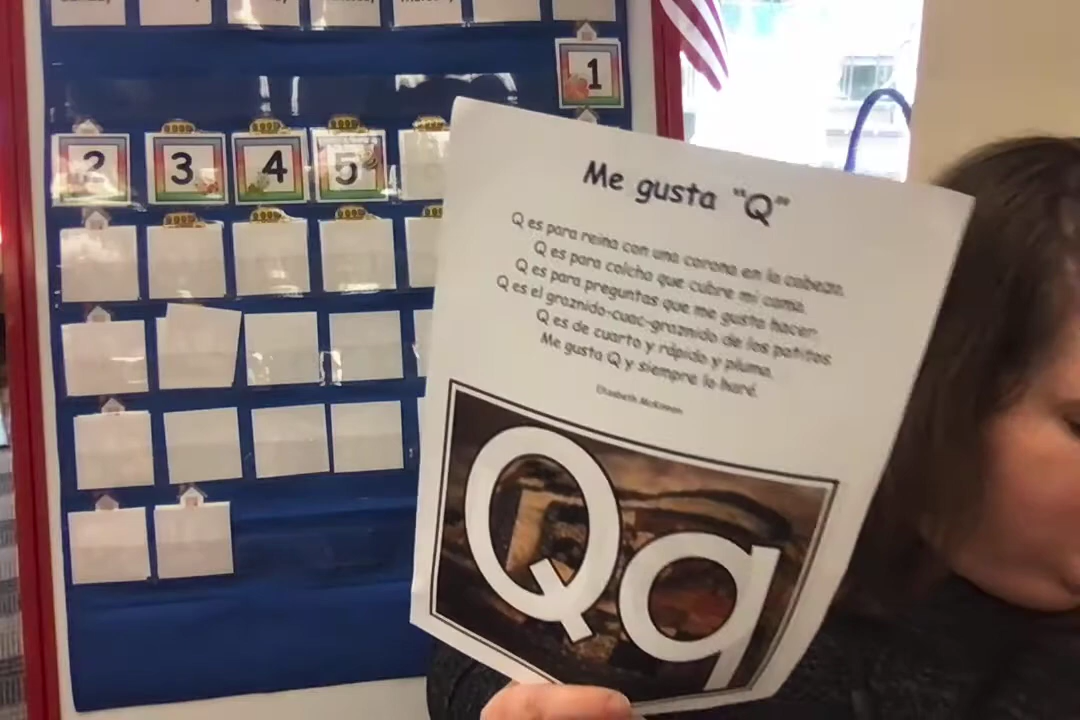 1
2 3 4 5
Me gusta "Q"
Q es para reina con una corona en la cabeza.
Q es para colcha que cubre mi cama.
Q es para preguntas que me gusta hacer.
Q es el graznido-cuac-graznido de los patitos.
Q es de cuarto y rápido y pluma.
Me gusta Q y siempre lo haré.
Elizabeth McKinnon
Qq